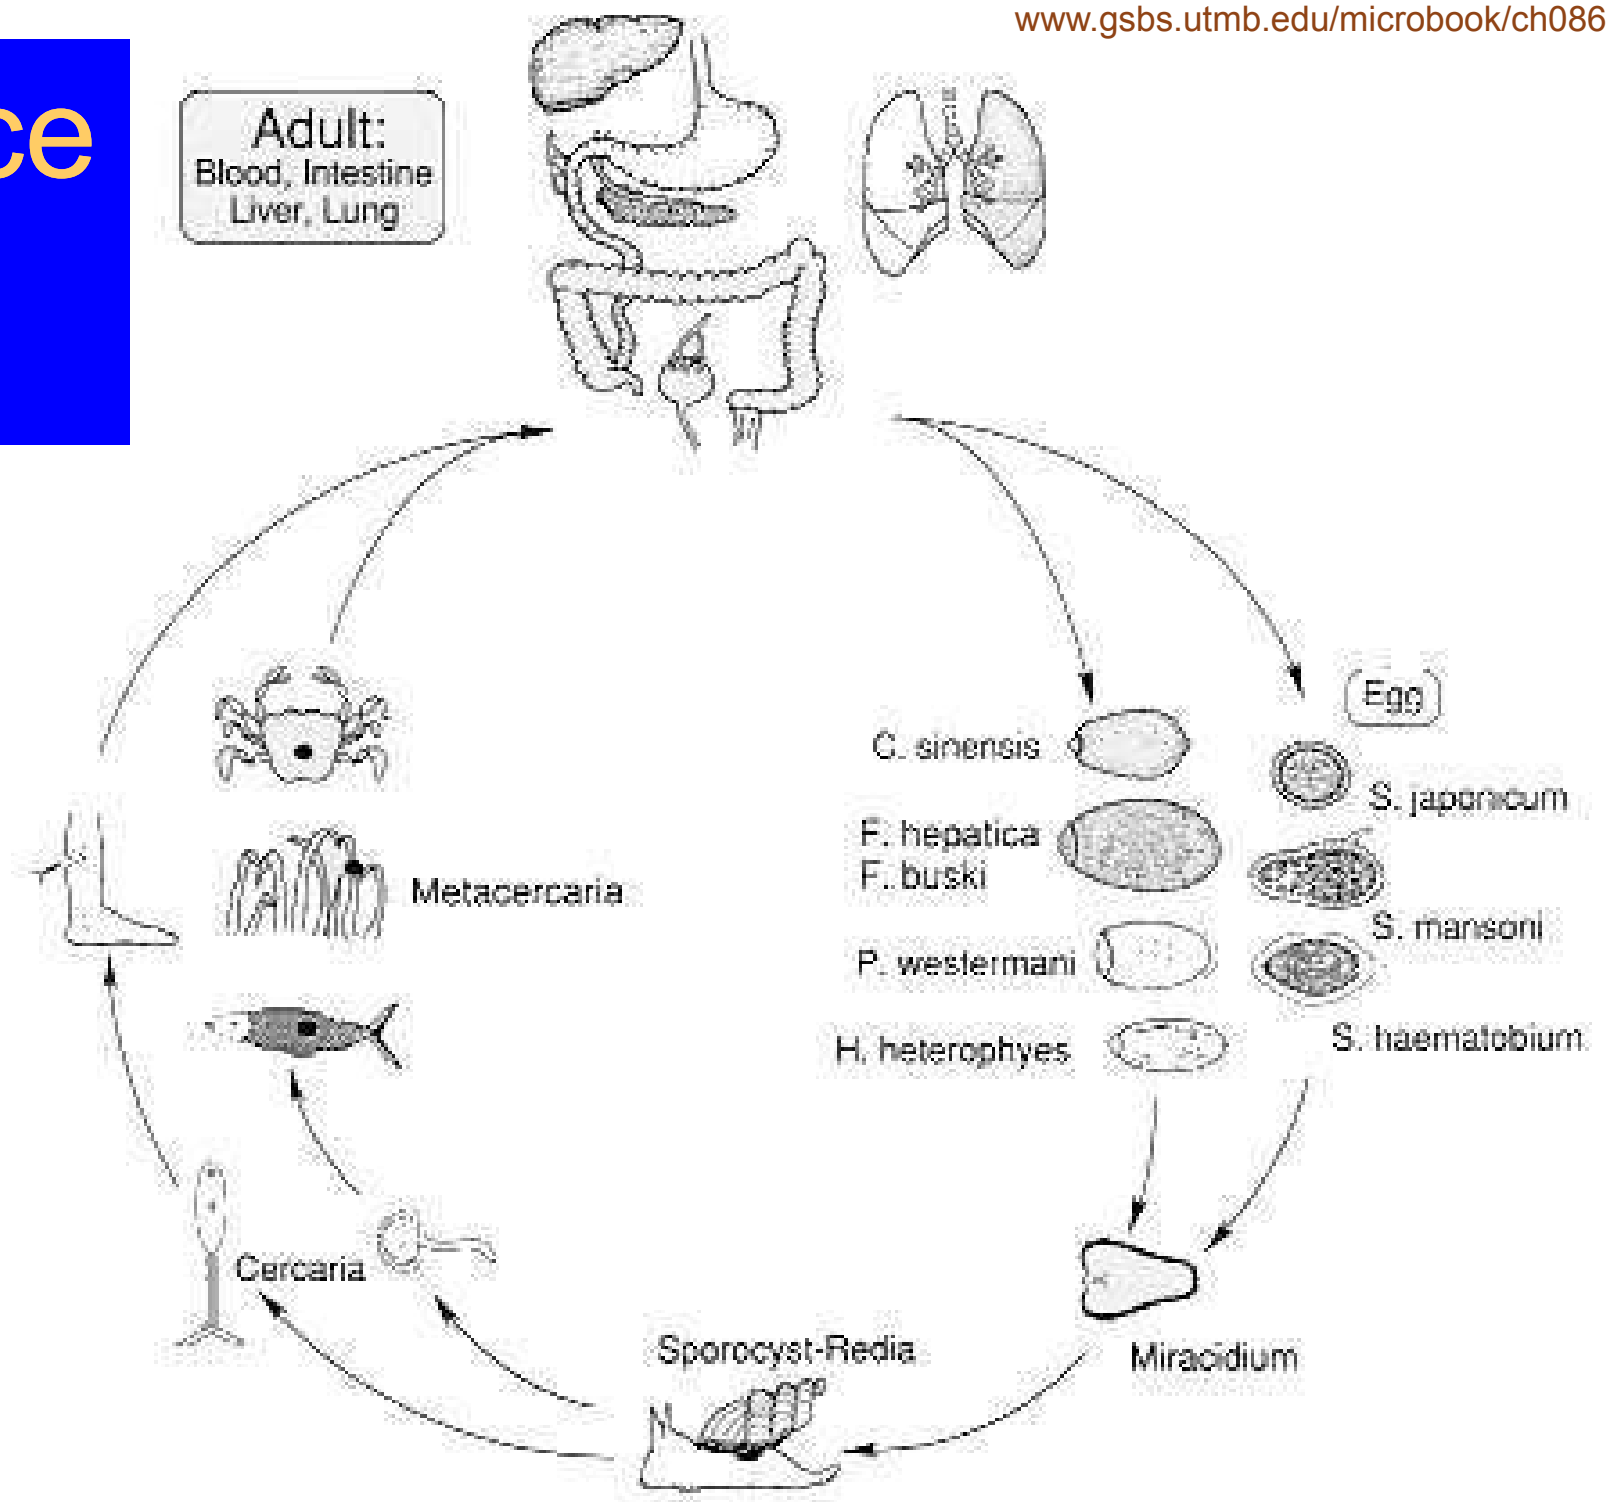 www.gsbs.utmb.edu/microbook/ch086
ce
Adult:
Blood, Intestine
Liver, Lung
Egg
C. sinensis
S. japonicum
F. hepatica
F. buski
Metacercaria
S. mansoni
P. westermani
S. haematobium
H. heterophyes
Cercaria
Sporocyst-Redia
Miracidium